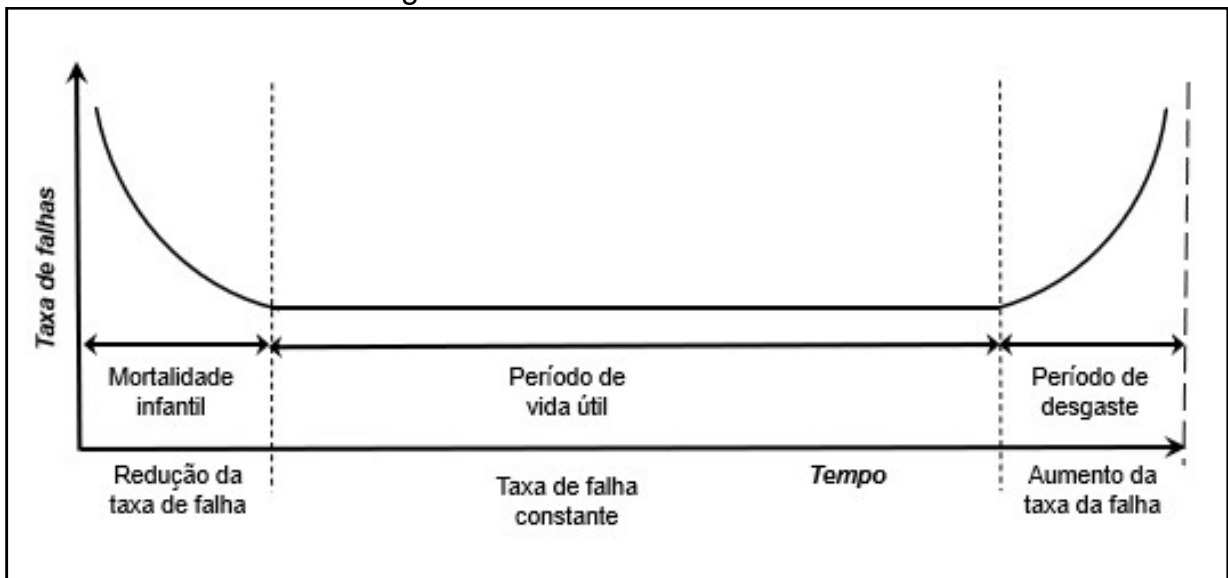 Taxa de falhas
Mortalidade
infantil
Período de
vida útil
Período de
desgaste
Redução da
taxa de falha
Taxa de falha
constante
Tempo
Aumento da
taxa da falha